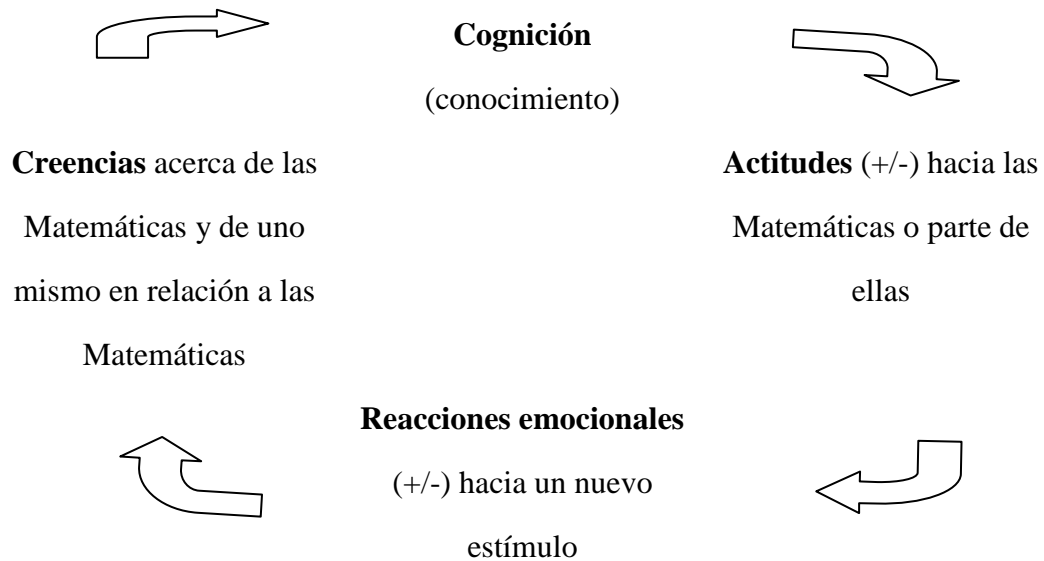 Cognición
(conocimiento)
Creencias acerca de las
Matemáticas y de uno
mismo en relación a las
Matemáticas
Actitudes (+/-) hacia las
Matemáticas o parte de
ellas
Reacciones emocionales
(+/-) hacia un nuevo
estímulo